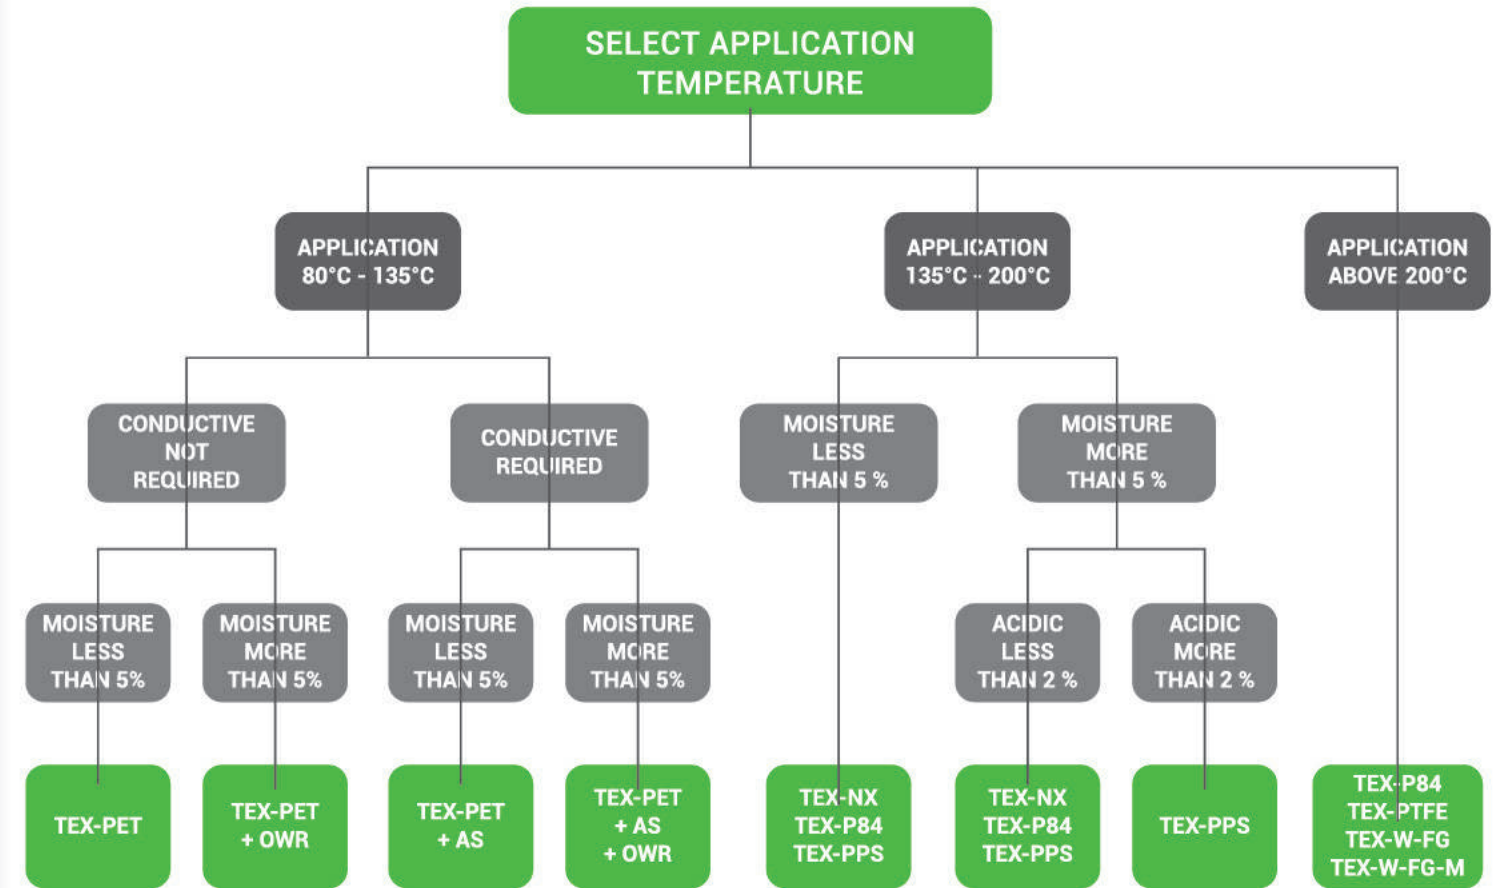 SELECT APPLICATION
TEMPERATURE
APPLICATION
80°C - 135°C
APPLICATION
135°C - 200°C
APPLICATION
ABOVE 200°C
CONDUCTIVE
NOT
REQUIRED
CONDUCTIVE
REQUIRED
MOISTURE
LESS
THAN 5 %
MOISTURE
MORE
THAN 5 %
MOISTURE
LESS
THAN 5%
MOISTURE
MORE
THAN 5%
MOISTURE
LESS
THAN 5%
MOISTURE
MORE
THAN 5%
ACIDIC
LESS
THAN 2 %
ACIDIC
MORE
THAN 2 %
TEX-PET
TEX-PET
+ OWR
TEX-PET
+ AS
TEX-PET
+ AS
+ OWR
TEX-NX
TEX-P84
TEX-PPS
TEX-NX
TEX-P84
TEX-PPS
TEX-PPS
TEX-P84
TEX-PTFE
TEX-W-FG
TEX-W-FG-M